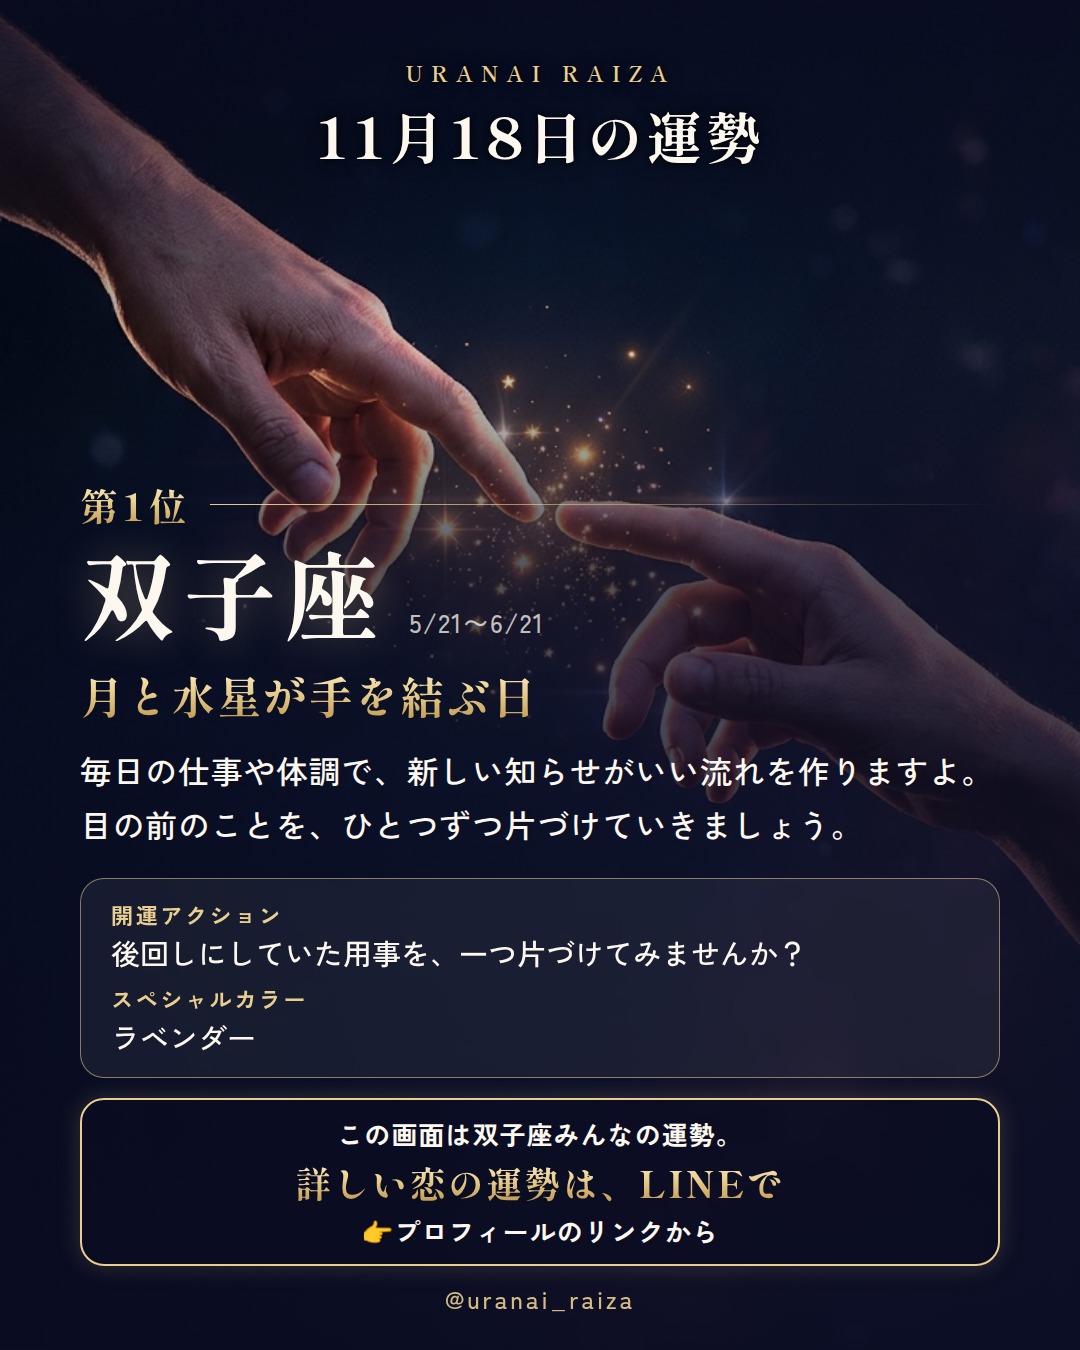 URANAI RAIZA
11月18日の運勢
第1位
双子座 5/21〜6/21
月と水星が手を結ぶ日
毎日の仕事や体調で、新しい知らせがいい流れを作りますよ。
目の前のことを、ひとつずつ片づけていきましょう。
開運アクション
後回しにしていた用事を、一つ片づけてみませんか？
スペシャルカラー
ラベンダー
この画面は双子座みんなの運勢。
詳しい恋の運勢は、LINEで
👉プロフィールのリンクから
@uranai_raiza